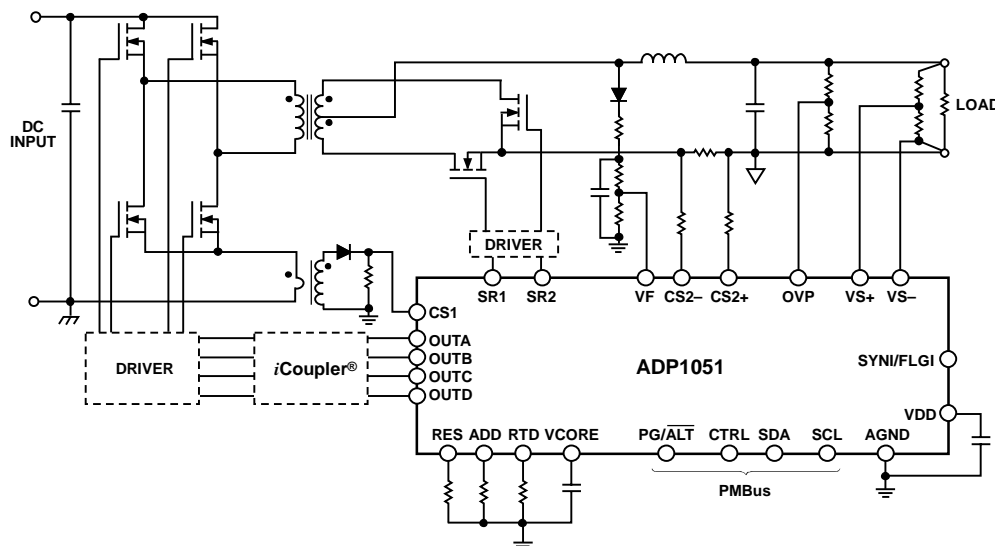 DC
INPUT
LOAD
DRIVER
SR1 SR2 VF CS2– CS2+ OVP VS+ VS–
CS1
OUTA
OUTB
OUTC
OUTD
DRIVER
iCoupler®
ADP1051
SYNI/FLGI
VDD
RES ADD RTD VCORE PG/ALT CTRL SDA SCL AGND
PMBus